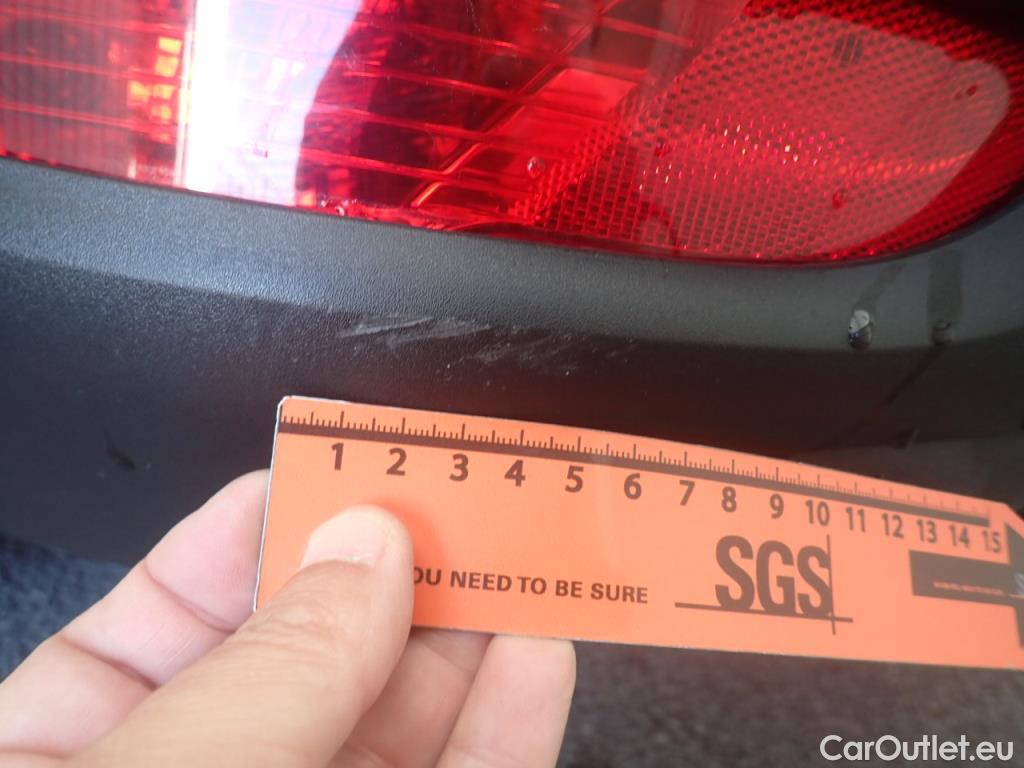 1 2 3 4 5 6 7 8 9 10 11 12 13 14 15
OU NEED TO BE SURE
SGS
CarOutlet.eu